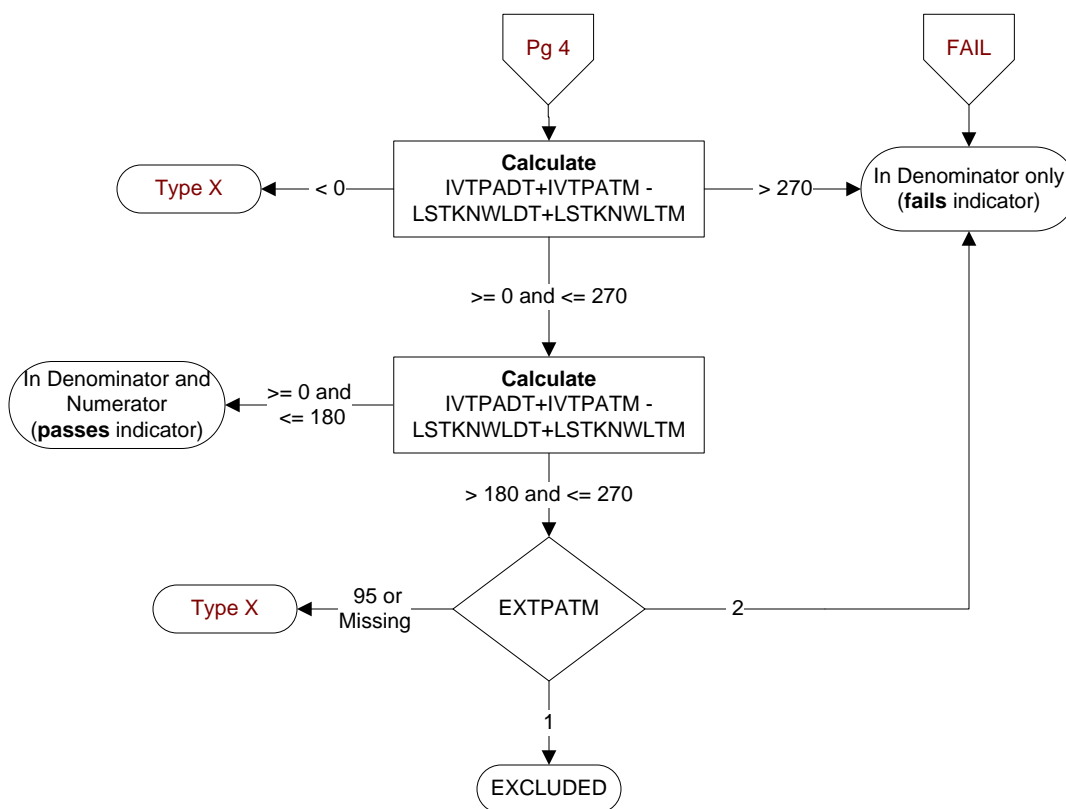 Pg 4
FAIL
Calculate
IVTPADT+IVTPATM -
LSTKNWLDT+LSTKNWLTM
Type X
< 0
> 270
In Denominator only
(fails indicator)
>= 0 and <= 270
In Denominator and
Numerator
(passes indicator)
>= 0 and
<= 180
Calculate
IVTPADT+IVTPATM -
LSTKNWLDT+LSTKNWLTM
> 180 and <= 270
Type X
95 or
Missing
EXTPATM
2
1
EXCLUDED